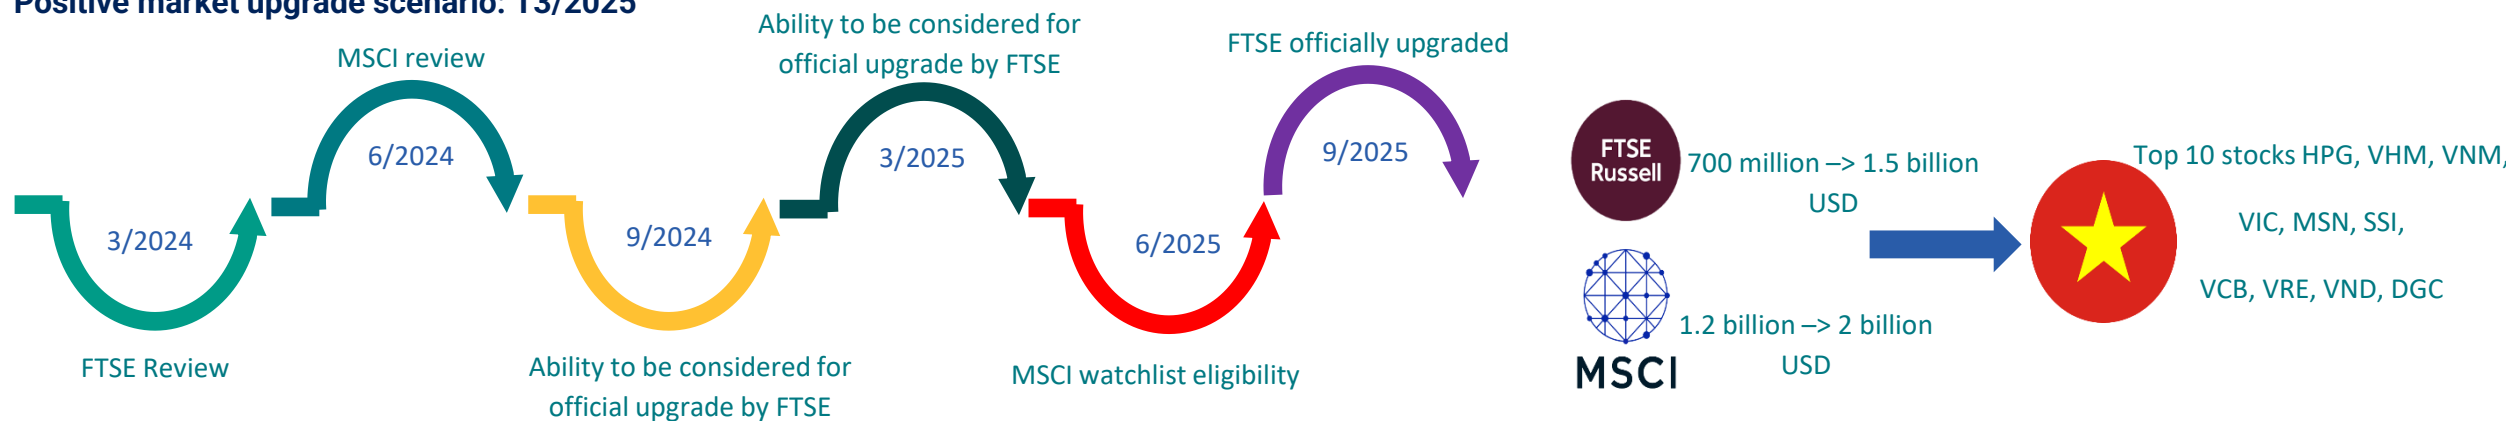 Positive market upgrade scenario: T3/2025
MSCI review
6/2024
3/2024
FTSE Review
Ability to be considered for
official upgrade by FTSE
3/2025
9/2024
Ability to be considered for
official upgrade by FTSE
FTSE officially upgraded
9/2025
6/2025
MSCI watchlist eligibility
FTSE
Russell
700 million –> 1.5 billion
USD
MSCI
1.2 billion –> 2 billion
USD
Top 10 stocks HPG, VHM, VNM,
VIC, MSN, SSI,
VCB, VRE, VND, DGC